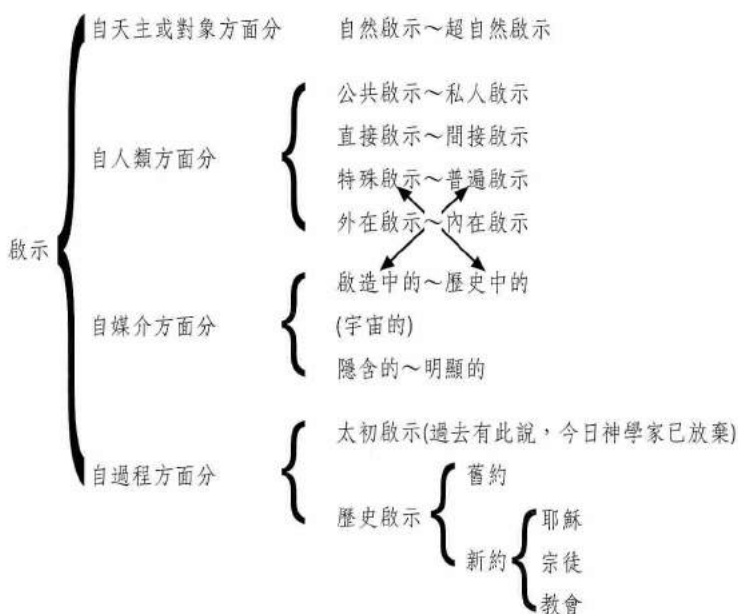 自天主或對象方面分 自然啟示~超自然啟示
公共啟示~私人啟示
直接啟示~間接啟示
自人類方面分
特殊啟示~普遍啟示
外在啟示~內在啟示
啟示
啟造中的~歷史中的
自媒介方面分
(宇宙的)
隱含的~明顯的
太初啟示(過去有此說，今日神學家已放棄)
自過程方面分
舊約
歷史啟示
耶穌
新約
宗徒
教會